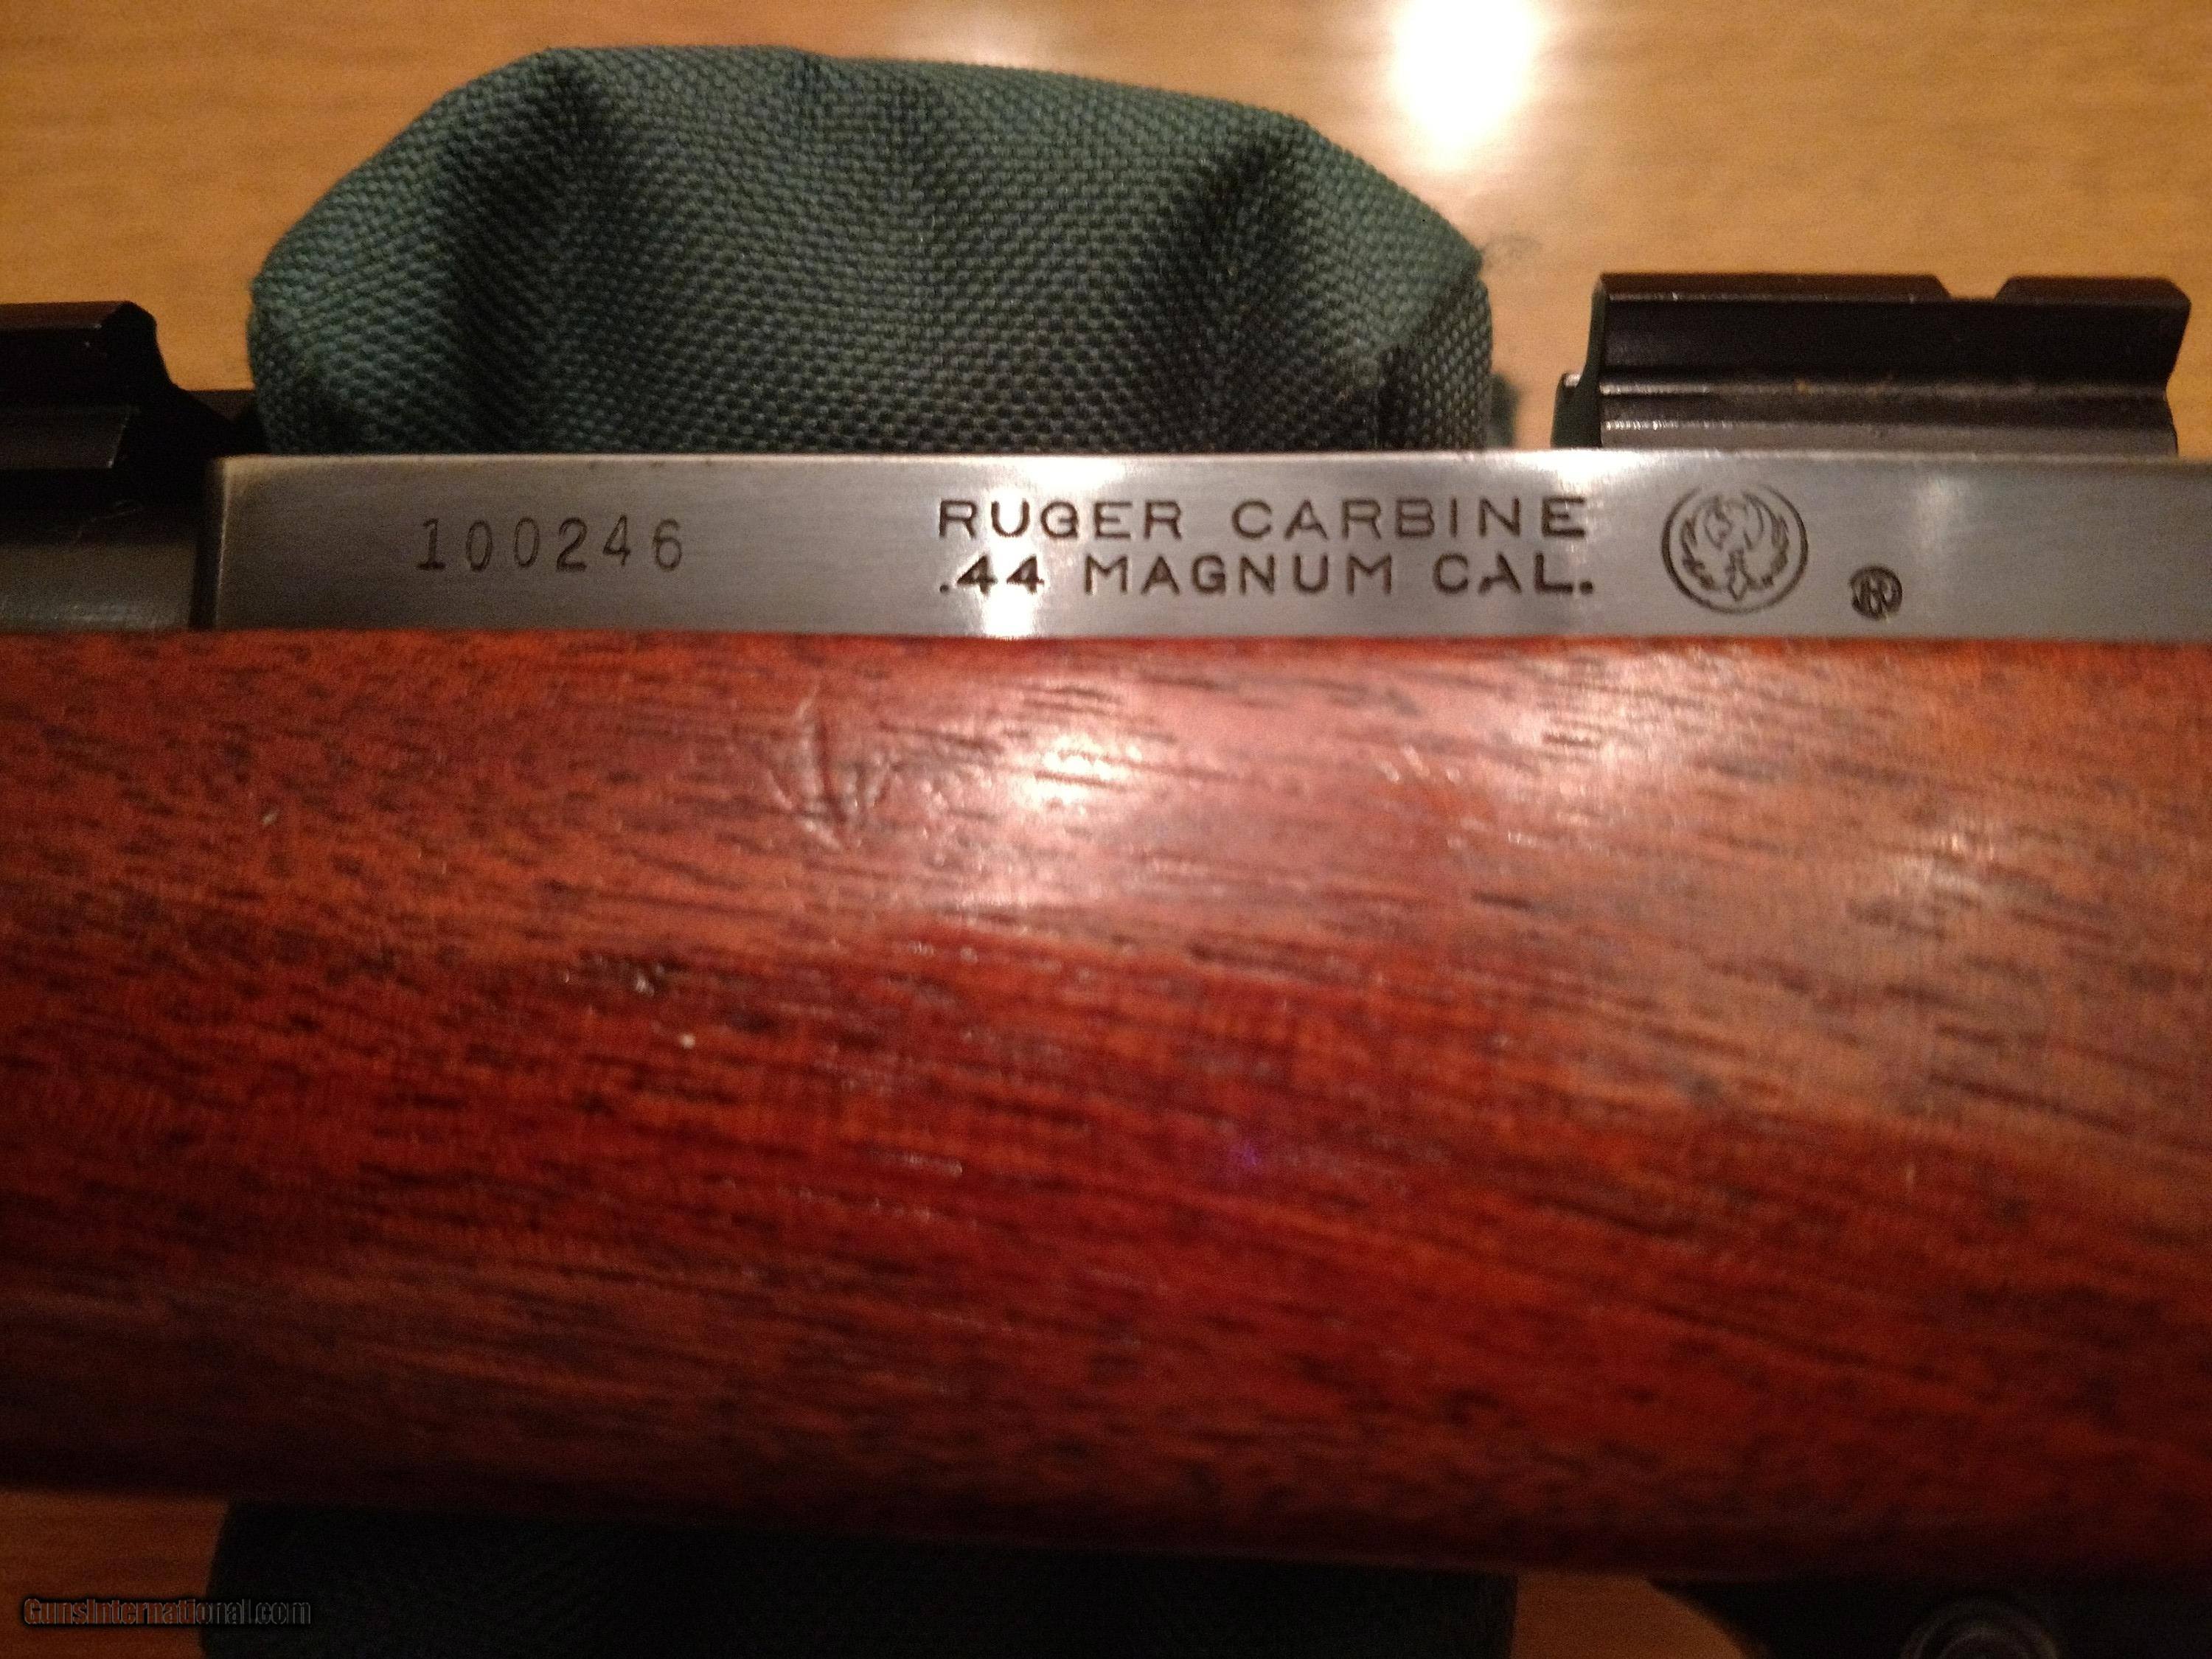 100246
RUGER CARBINE
.44 MAGNUM CAL.
®
GunsInternational.com